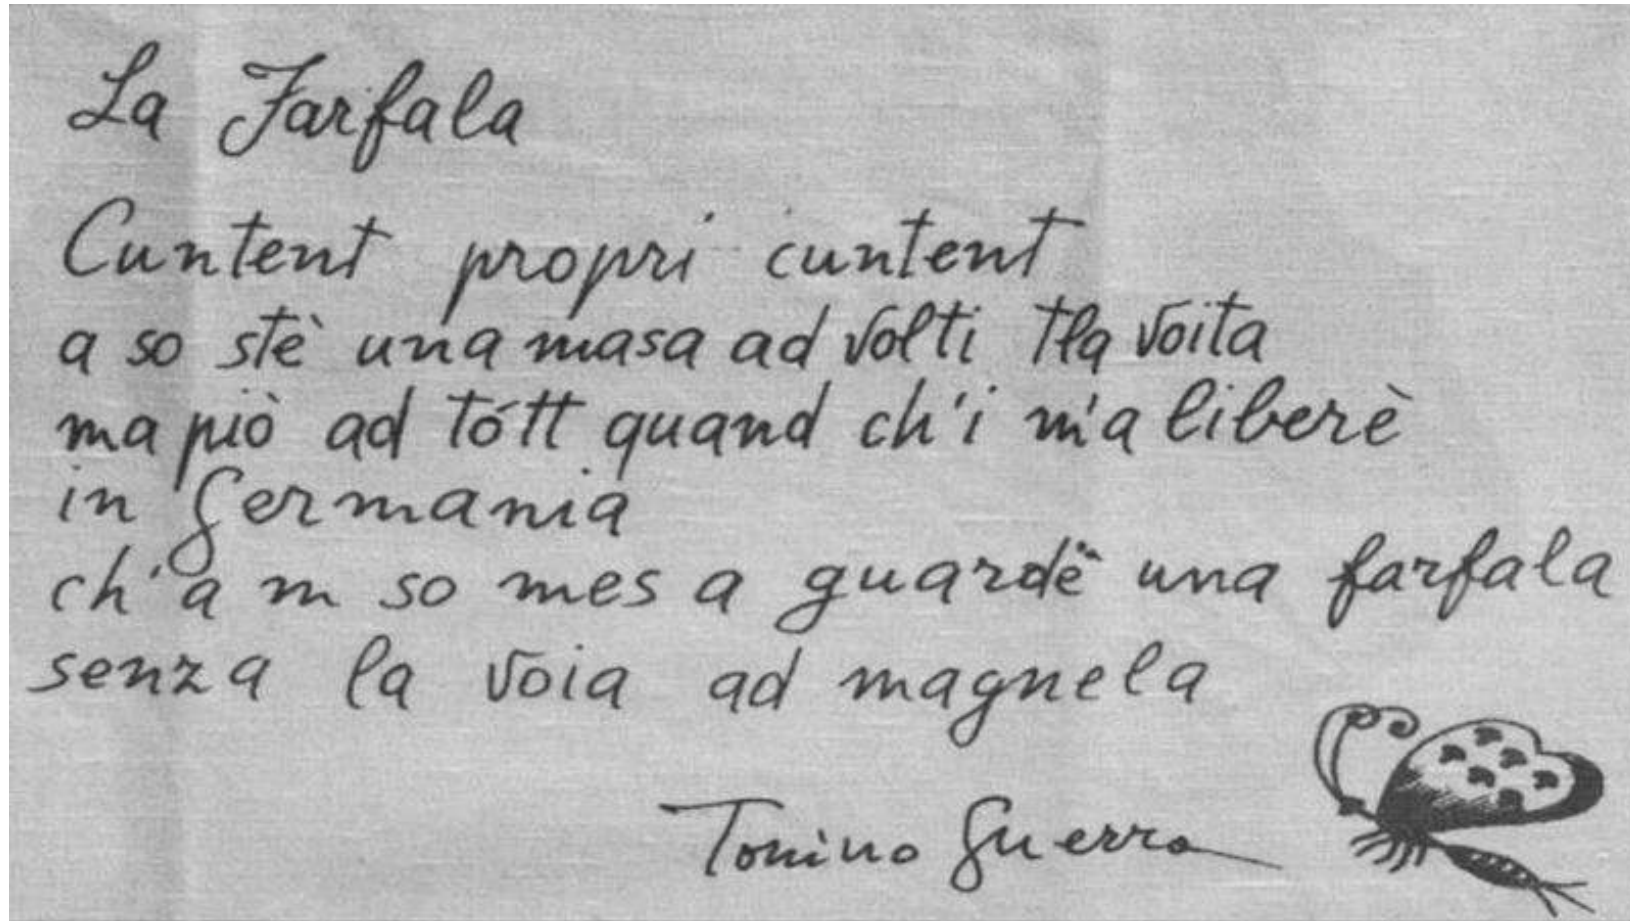 La Farfala
Cuntent propri cuntent
a so stè una masa ad volti tla voita
ma piò ad tótt quand ch'i m'a liberè
in Germania
ch'a m so mes a guardë una farfala
senza la voia ad magnela
Tonino Guerra